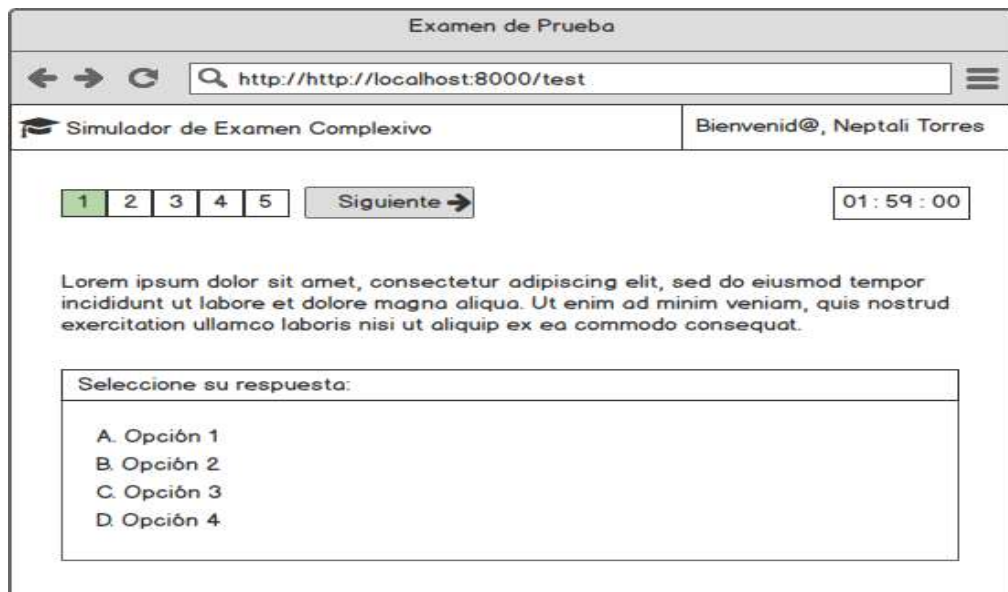 Examen de Prueba
http://http://localhost:8000/test
Simulador de Examen Complexivo
Bienvenid@, Neptali Torres
1 2 3 4 5 Siguiente 01 : 59 : 00
Lorem ipsum dolor sit amet, consectetur adipiscing elit, sed do eiusmod tempor
incididunt ut labore et dolore magna aliqua. Ut enim ad minim veniam, quis nostrud
exercitation ullamco laboris nisi ut aliquip ex ea commodo consequat.
Seleccione su respuesta:
A. Opción 1
B. Opción 2
C. Opción 3
D. Opción 4